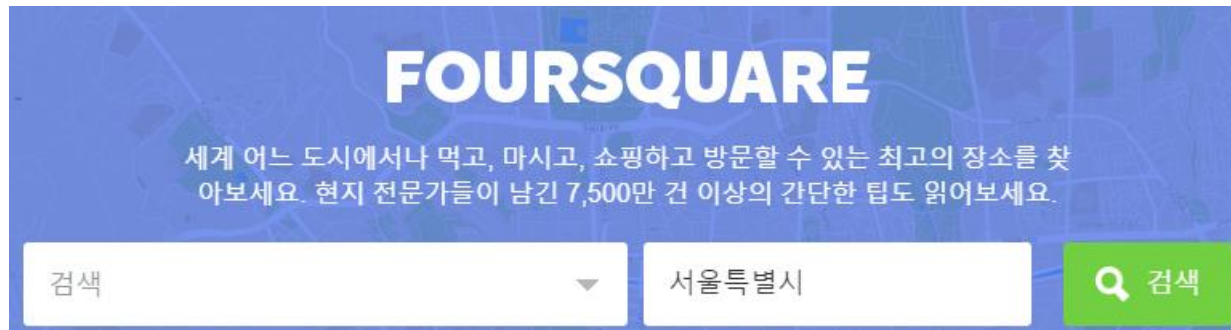 FOURSQUARE
세계 어느 도시에서나 먹고, 마시고, 쇼핑하고 방문할 수 있는 최고의 장소를 찾
아보세요. 현지 전문가들이 남긴 7,500만 건 이상의 간단한 팁도 읽어보세요.
검색 서울특별시 검색